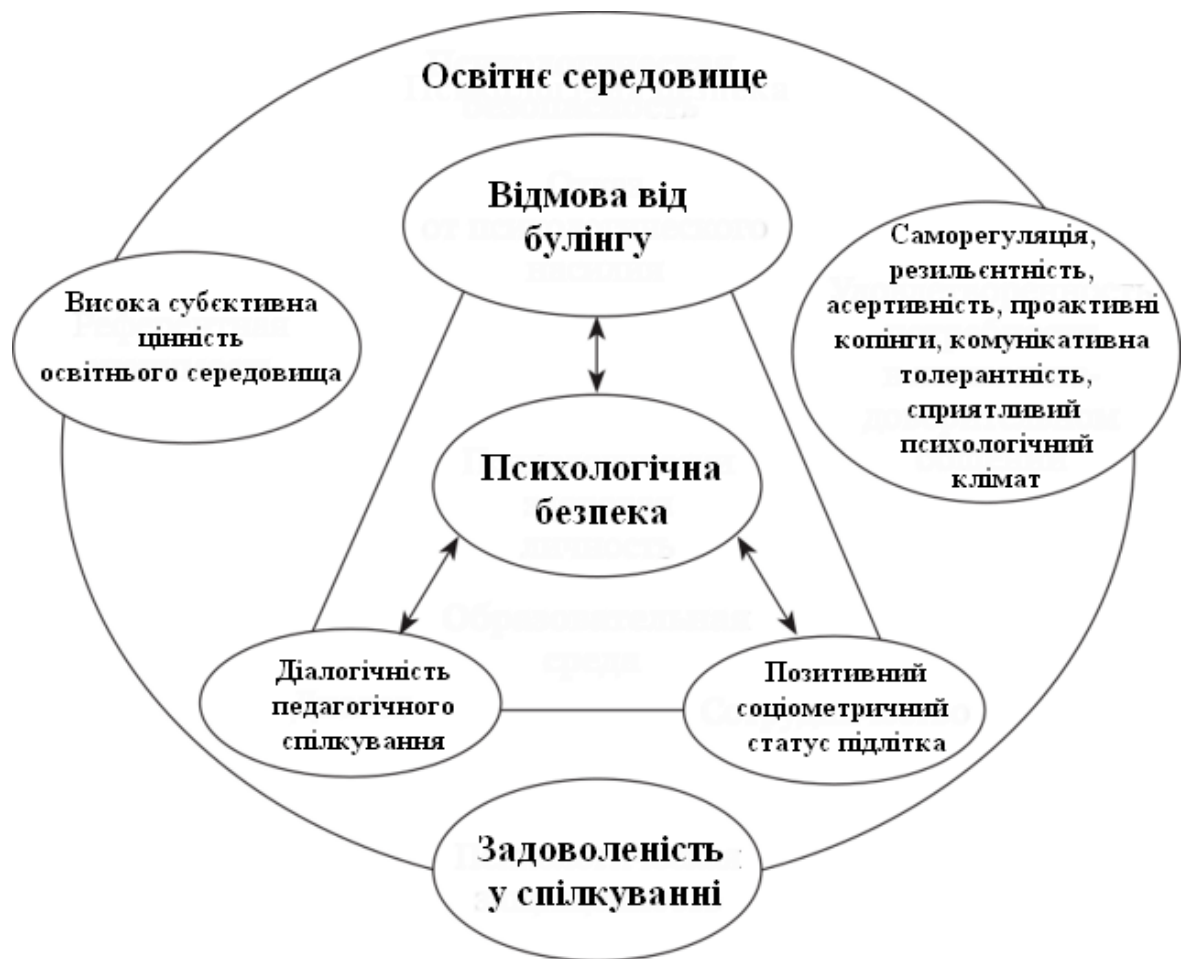 Освітнє середовище
Відмова від
булінгу
Висока субєктивна
цінність
освітнього середовища
Саморегуляція,
резильєнтність,
асертивність, проактивні
копінги, комунікативна
толерантність,
сприятливий
психологічний
клімат
Психологічна
безпека
Діалогічність
педагогічного
спілкування
Позитивний
соціометричний
статус підлітка
Задоволеність
у спілкуванні